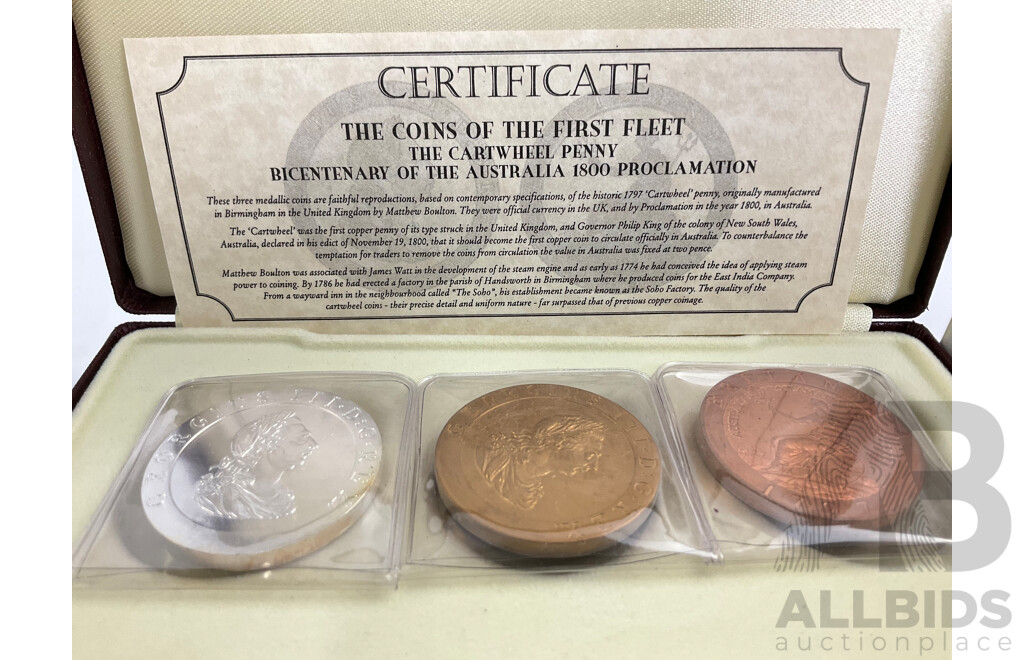 CERTIFICATE
THE COINS OF THE FIRST FLEET
THE CARTWHEEL PENNY
BICENTENARY OF THE AUSTRALIA 1800 PROCLAMATION
These three medallic coins are faithful reproductions, based on contemporary specifications, of the historic 1797 'Cartwheel' penny, originally manufactured
in Birmingham in the United Kingdom by Matthew Boulton. They were official currency in the UK, and by Proclamation in the year 1800, in Australia.
The 'Cartwheel' was the first copper penny of its type struck in the United Kingdom, and Governor Philip King of the colony of New South Wales,
Australia, declared in his edict of November 19, 1800, that it should become the first copper coin to circulate officially in Australia. To counterbalance the
temptation for traders to remove the coins from circulation the value in Australia was fixed at two pence.
Matthew Boulton was associated with James Watt in the development of the steam engine and as early as 1774 he had conceived the idea of applying steam
power to coining. By 1786 he had erected a factory in the parish of Handsworth in Birmingham where he produced coins for the East India Company.
From a wayward inn in the neighbourhood called "The Soho", his establishment became known as the Soho Factory. The quality of the
cartwheel coins - their precise detail and uniform nature - far surpassed that of previous copper coinage.
GEORGIUS III·D:G·
B
ALLBIDS
auctionplace